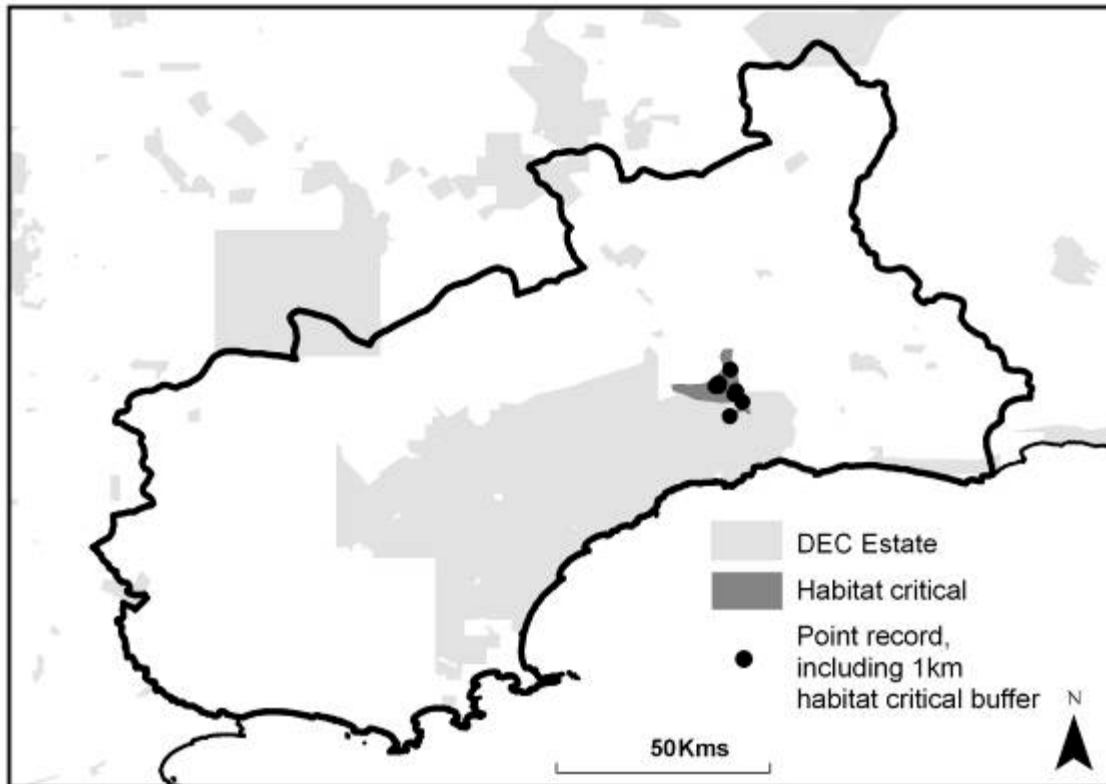 DEC Estate
Habitat critical
Point record,
including 1km
habitat critical buffer
N
50Kms